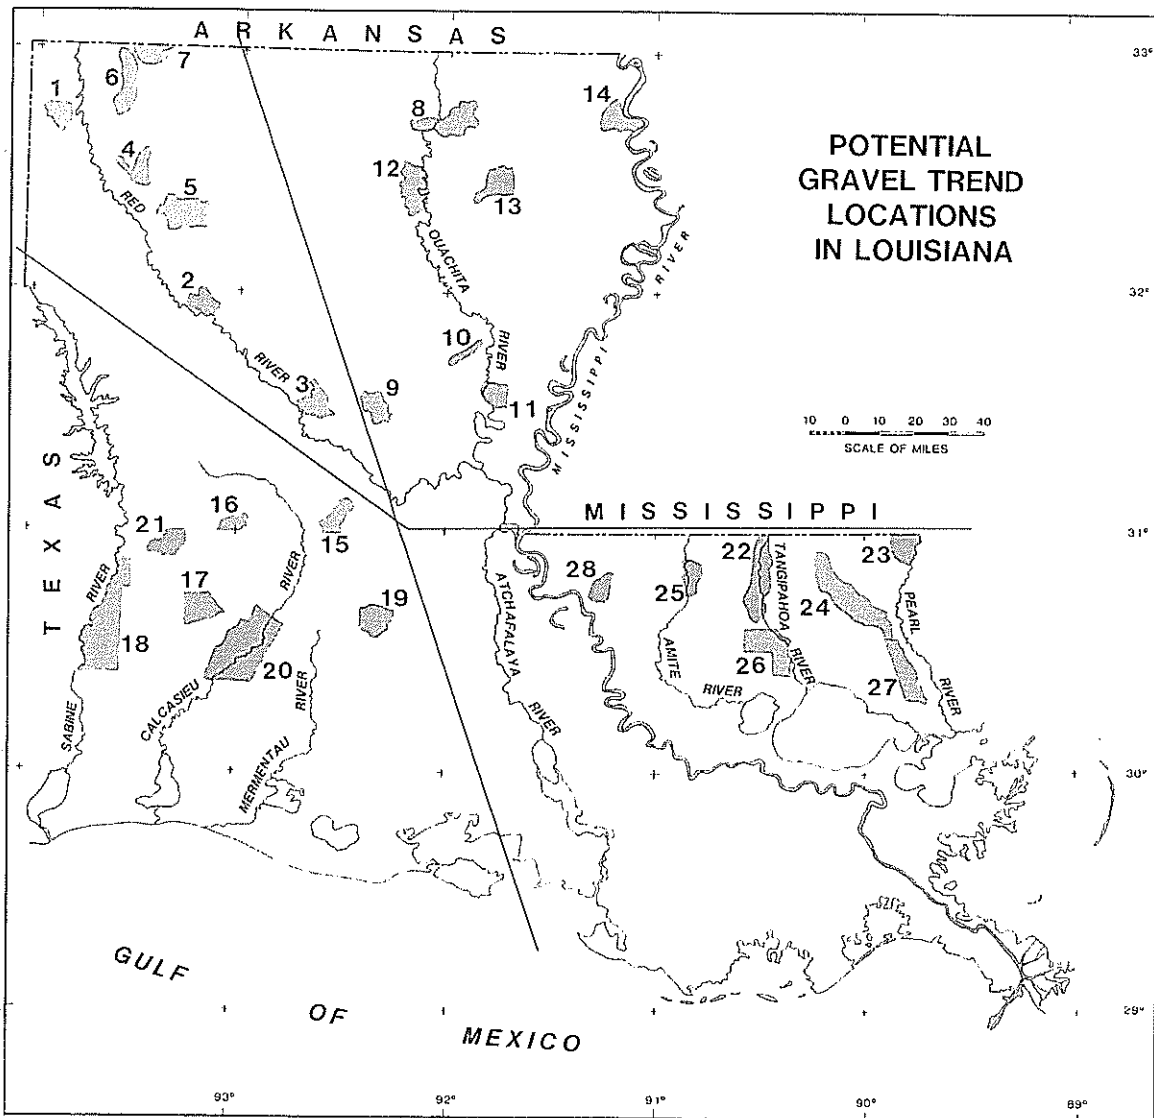 A R K A N S A S
33°
7
6
1
8
14
POTENTIAL
GRAVEL TREND
LOCATIONS
IN LOUISIANA
4
12
5
13
RED
OUACHITA
RIVER
2
32°
10
RIVER
RIVER
3
9
11
MISSISSIPPI
10 0 10 20 30 40
SCALE OF MILES
T E X A S
16
21
15
M I S S I S S I P P I
31°
22
23
TANGIPAHOA
28
25
17
RIVER
RIVER
19
24
PEARL
18
ATCHAFALAYA
AMITE
20
26
RIVER
27
RIVER
RIVER
RIVER
SABINE
CALCASIEU
RIVER
MERMENTAU
30°
GULF
OF
MEXICO
29°
93°
92°
91°
90°
89°